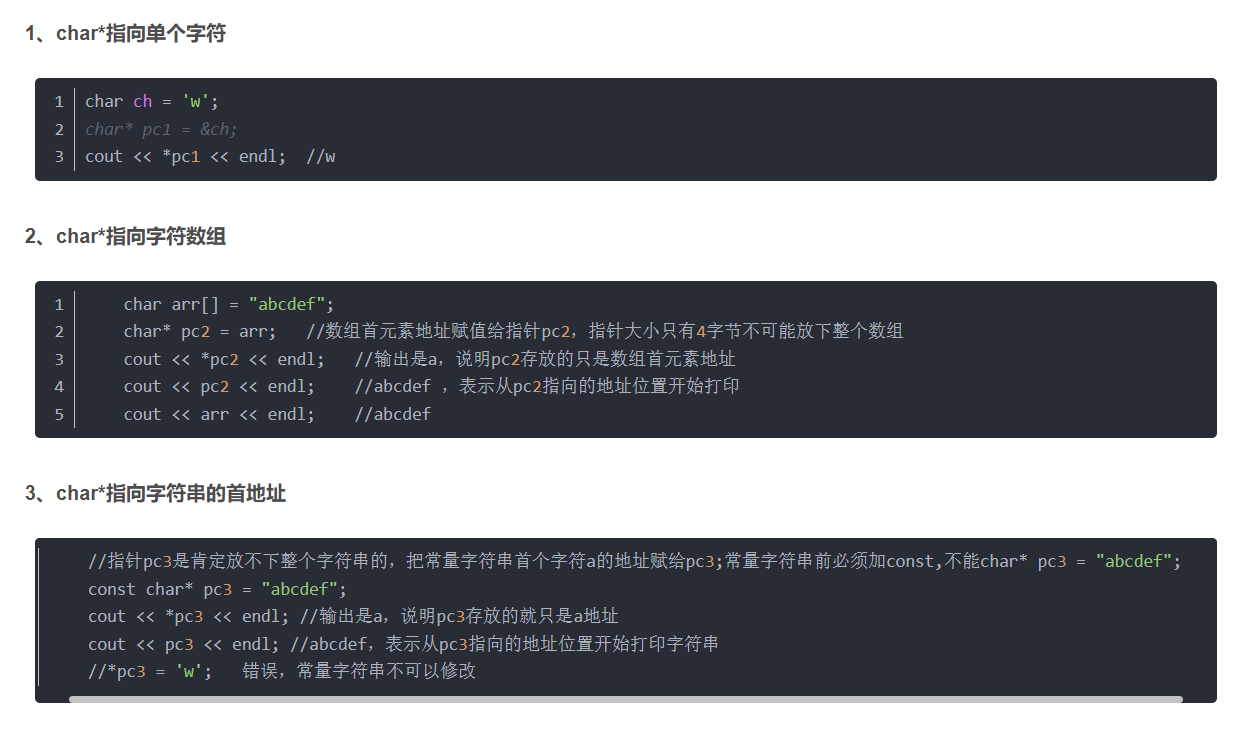 1、char*指向单个字符
1 char ch = 'w';
2 char* pc1 = &ch;
3 cout << *pc1 << endl;  //w
2、char*指向字符数组
1     char arr[] = "abcdef";
2     char* pc2 = arr;   //数组首元素地址赋值给指针pc2，指针大小只有4字节不可能放下整个数组
3     cout << *pc2 << endl;   //输出是a，说明pc2存放的只是数组首元素地址
4     cout << pc2 << endl;    //abcdef ，表示从pc2指向的地址位置开始打印
5     cout << arr << endl;    //abcdef
3、char*指向字符串的首地址
//指针pc3是肯定放不下整个字符串的，把常量字符串首个字符a的地址赋给pc3;常量字符串前必须加const,不能char* pc3 = "abcdef";
const char* pc3 = "abcdef";
cout << *pc3 << endl; //输出是a，说明pc3存放的就只是a地址
cout << pc3 << endl; //abcdef，表示从pc3指向的地址位置开始打印字符串
//*pc3 = 'w';   错误，常量字符串不可以修改